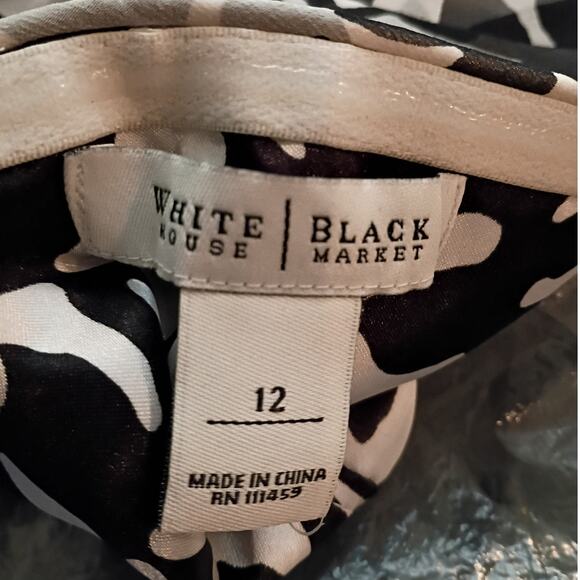 WHITE | BLACK
HOUSE | MARKET
12
MADE IN CHINA
RN 111459